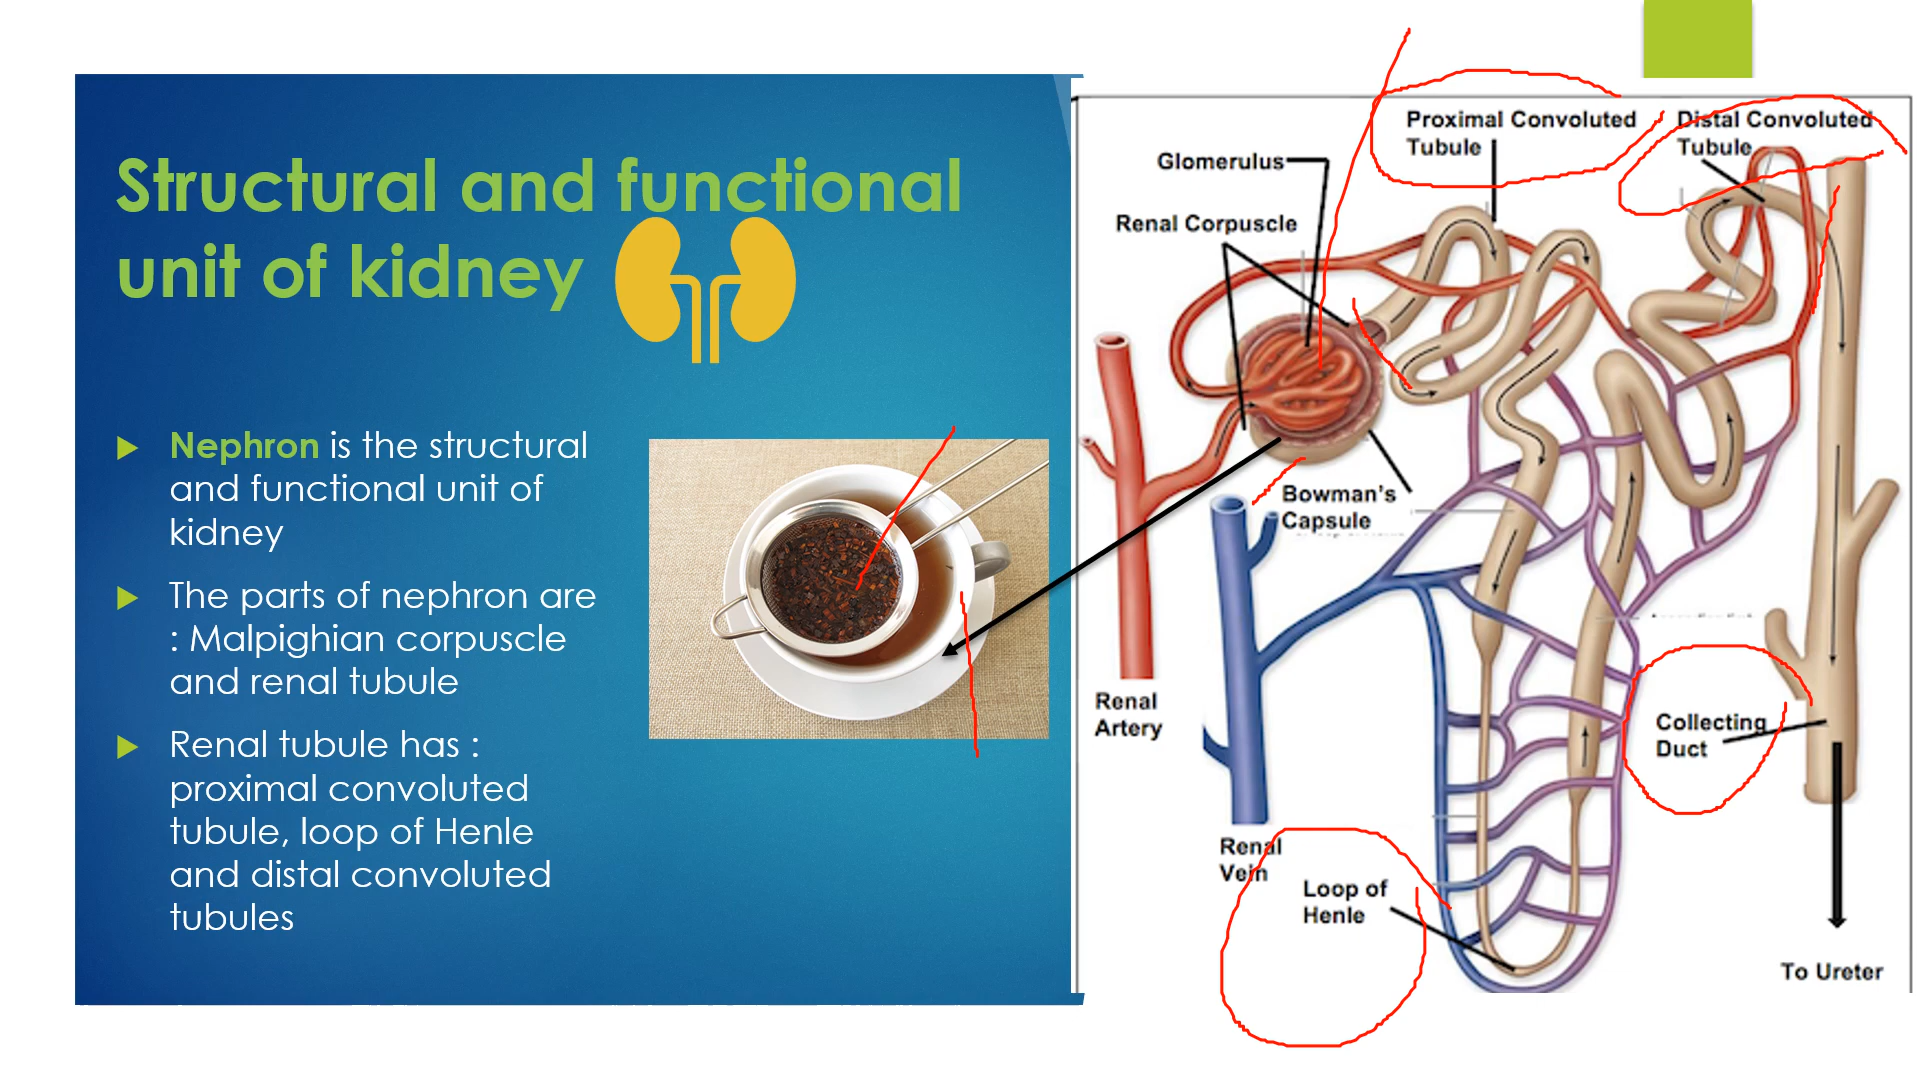 Structural and functional
unit of kidney
Nephron is the structural
and functional unit of
kidney
The parts of nephron are
: Malpighian corpuscle
and renal tubule
Renal tubule has :
proximal convoluted
tubule, loop of Henle
and distal convoluted
tubules
Proximal Convoluted
Tubule
Distal Convoluted
Tubule
Glomerulus
Renal Corpuscle
Bowman's
Capsule
Renal
Artery
Collecting
Duct
Renal
Vein
Loop of
Henle
To Ureter